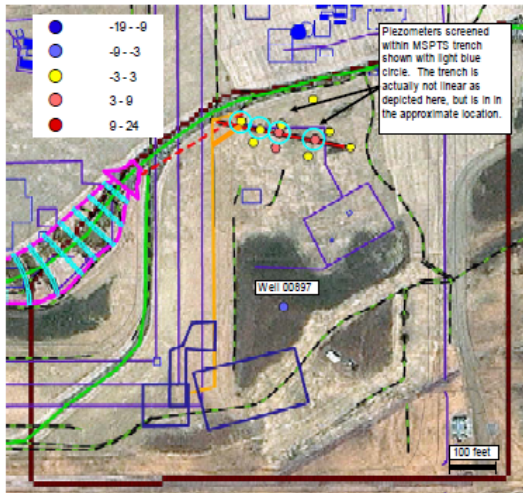 -19 - -9
-9 - -3
-3 - 3
3 - 9
9 - 24
Piezometers screened
within MSPTS trench
shown with light blue
circle. The trench is
actually not linear as
depicted here, but is in in
the approximate location.
Well 00897
100 feet